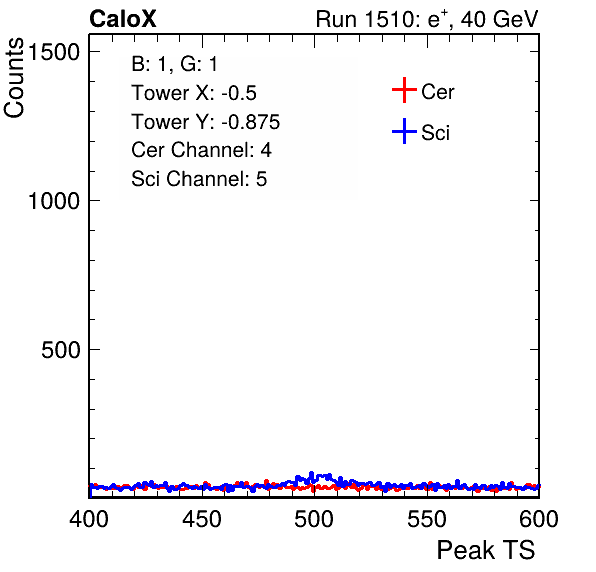 CaloX Run 1510: e⁺, 40 GeV
Counts
1500
1000
500
B: 1, G: 1
Tower X: -0.5
Tower Y: -0.875
Cer Channel: 4
Sci Channel: 5
Cer
Sci
400 450 500 550 600
Peak TS